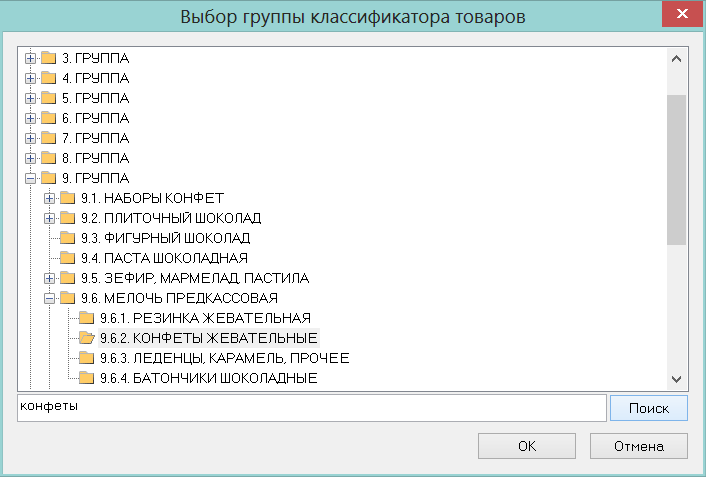 Выбор группы классификатора товаров
3. ГРУППА
4. ГРУППА
5. ГРУППА
6. ГРУППА
7. ГРУППА
8. ГРУППА
9. ГРУППА
9.1. НАБОРЫ КОНФЕТ
9.2. ПЛИТОЧНЫЙ ШОКОЛАД
9.3. ФИГУРНЫЙ ШОКОЛАД
9.4. ПАСТА ШОКОЛАДНАЯ
9.5. ЗЕФИР, МАРМЕЛАД, ПАСТИЛА
9.6. МЕЛОЧЬ ПРЕДКАССОВАЯ
9.6.1. РЕЗИНКА ЖЕВАТЕЛЬНАЯ
9.6.2. КОНФЕТЫ ЖЕВАТЕЛЬНЫЕ
9.6.3. ЛЕДЕНЦЫ, КАРАМЕЛЬ, ПРОЧЕЕ
9.6.4. БАТОНЧИКИ ШОКОЛАДНЫЕ
конфеты Поиск
ОК Отмена